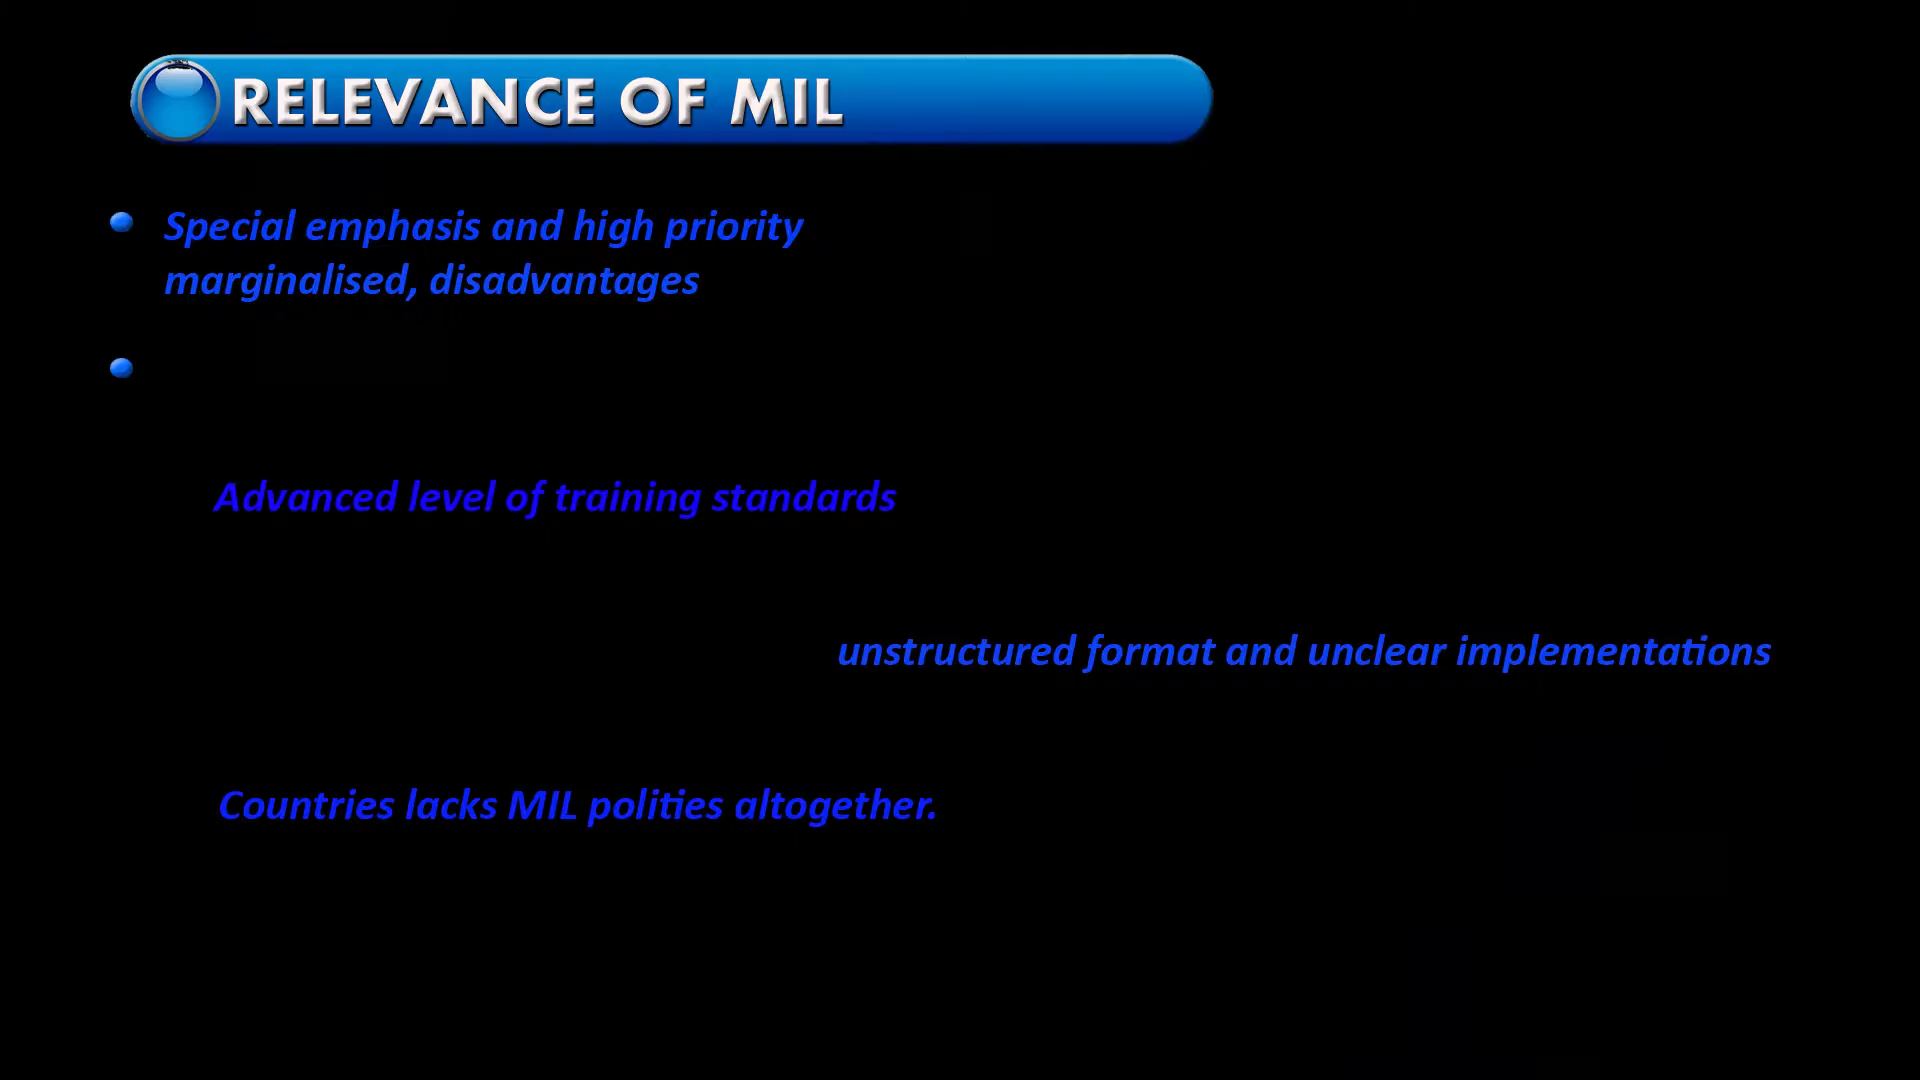 RELEVANCE OF MIL
Special emphasis and high priority
marginalised, disadvantages
Advanced level of training standards
unstructured format and unclear implementations
Countries lacks MIL polities altogether.